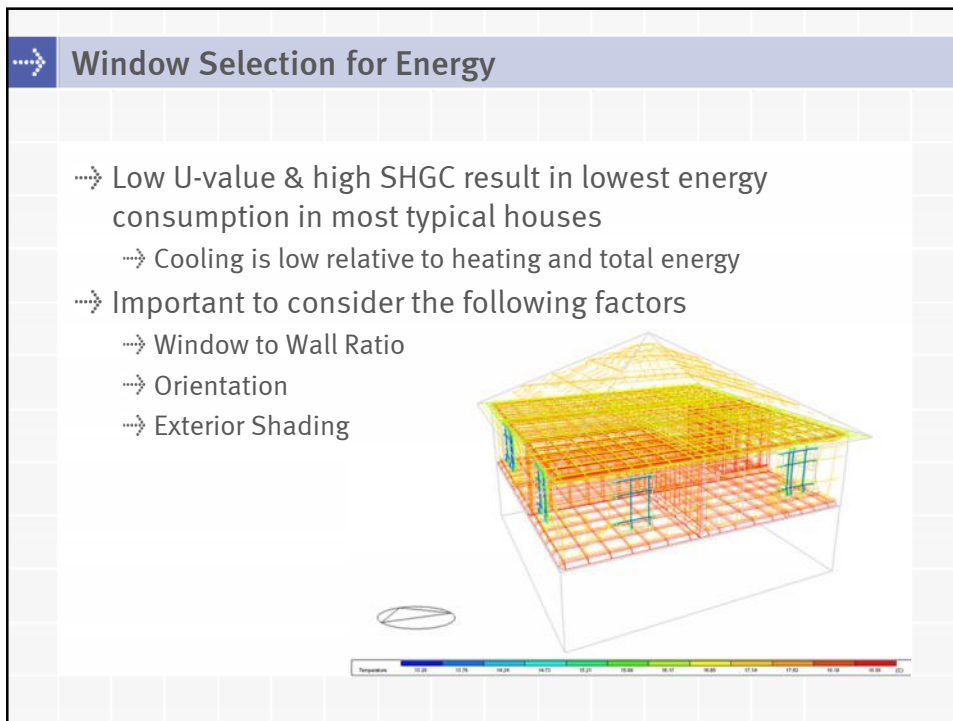 Window Selection for Energy
Low U-value & high SHGC result in lowest energy
consumption in most typical houses
Cooling is low relative to heating and total energy
Important to consider the following factors
Window to Wall Ratio
Orientation
Exterior Shading
Temperature